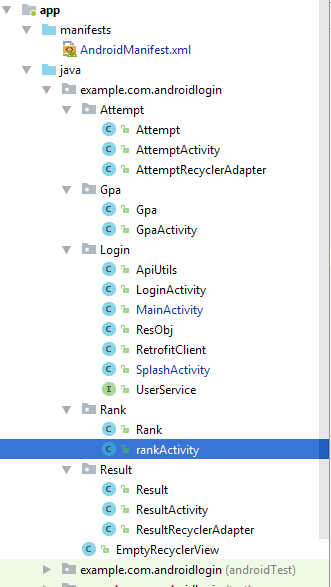 app
manifests
AndroidManifest.xml
java
example.com.androidlogin
Attempt
Attempt
AttemptActivity
AttemptRecyclerAdapter
Gpa
Gpa
GpaActivity
Login
ApiUtils
LoginActivity
MainActivity
ResObj
RetrofitClient
SplashActivity
UserService
Rank
Rank
rankActivity
Result
Result
ResultActivity
ResultRecyclerAdapter
EmptyRecyclerView
example.com.androidlogin (androidTest)